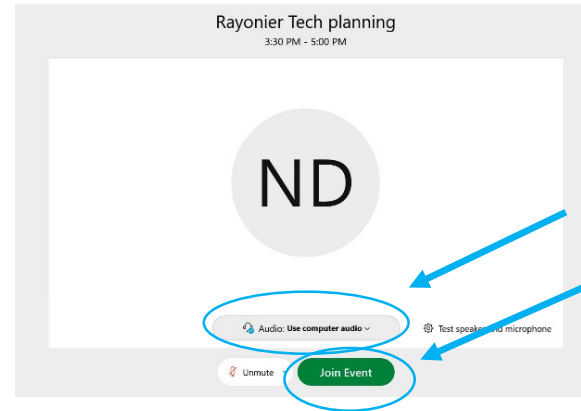 Rayonier Tech planning
3:30 PM - 5:00 PM
ND
Audio: Use computer audio
Test speaker and microphone
Unmute
Join Event